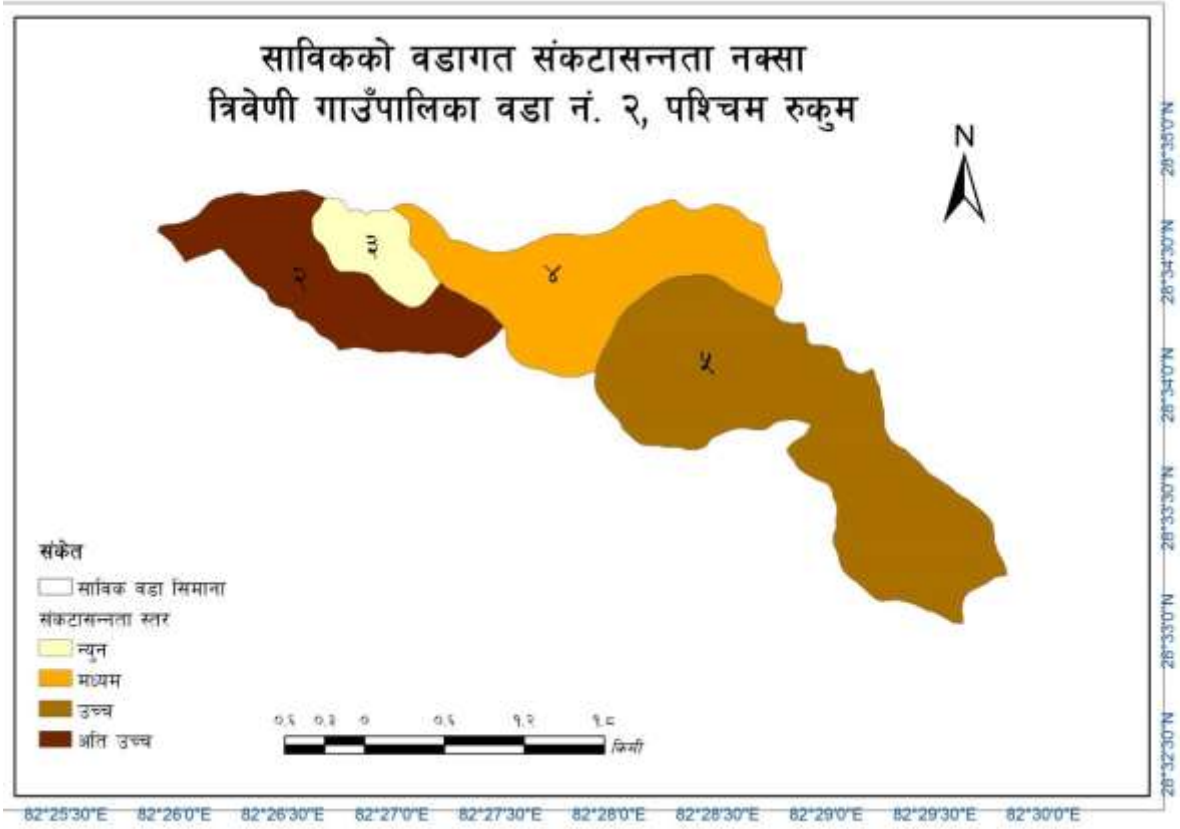 साविकको वडागत संकटासन्नता नक्सा
त्रिवेणी गाउँपालिका वडा नं. २, पश्चिम रुकुम
N
३
२
४
५
संकेत
साविक वडा सिमाना
संकटासन्नता स्तर
न्युन
मध्यम
उच्च
अति उच्च
०.६ ०.३ ० ०.६ १.२ १.८
किमी
28°35'0"N
28°34'30"N
28°34'0"N
28°33'30"N
28°33'0"N
28°32'30"N
82°25'30"E 82°26'0"E 82°26'30"E 82°27'0"E 82°27'30"E 82°28'0"E 82°28'30"E 82°29'0"E 82°29'30"E 82°30'0"E